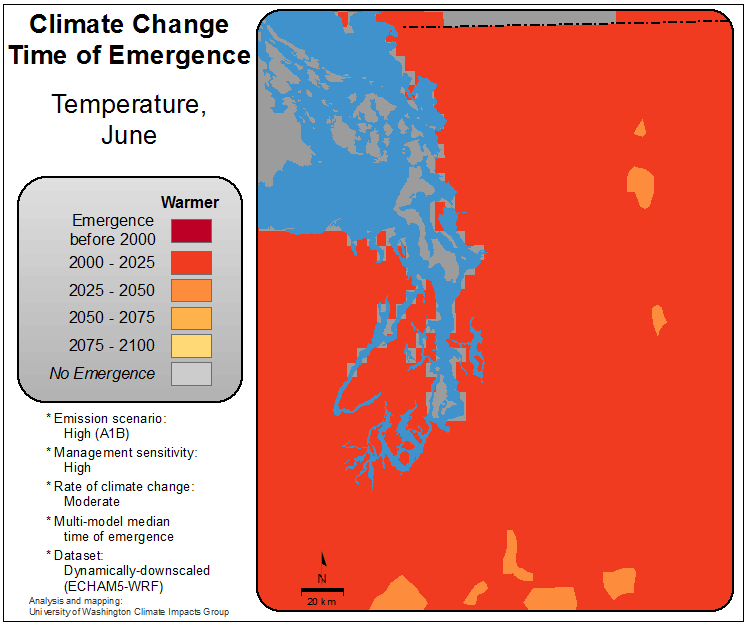 Climate Change
Time of Emergence
Temperature,
June
Warmer
Emergence
before 2000
2000 - 2025
2025 - 2050
2050 - 2075
2075 - 2100
No Emergence
* Emission scenario:
High (A1B)
* Management sensitivity:
High
* Rate of climate change:
Moderate
* Multi-model median
time of emergence
* Dataset:
Dynamically-downscaled
(ECHAM5-WRF)
Analysis and mapping:
University of Washington Climate Impacts Group
N
20 km